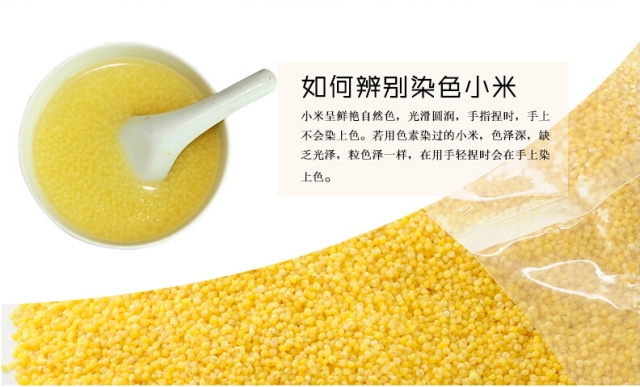 如何辨别染色小米
小米呈鲜艳自然色，光滑圆润，手指捏时，手上
不会染上色。若用色素染过的小米，色泽深，缺
乏光泽，粒色泽一样，在用手轻捏时会在手上染
上色。